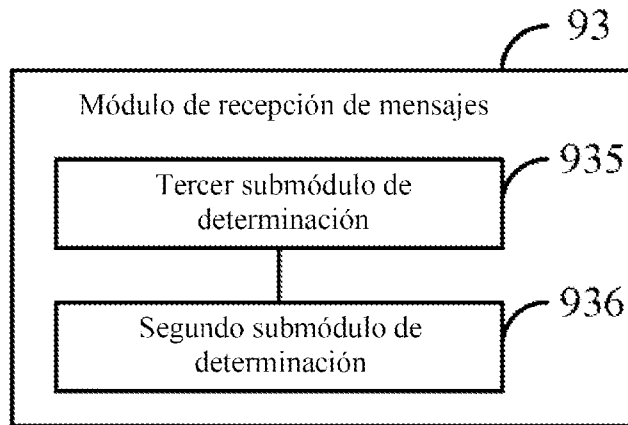 93
Módulo de recepción de mensajes
935
Tercer submódulo de
determinación
936
Segundo submódulo de
determinación